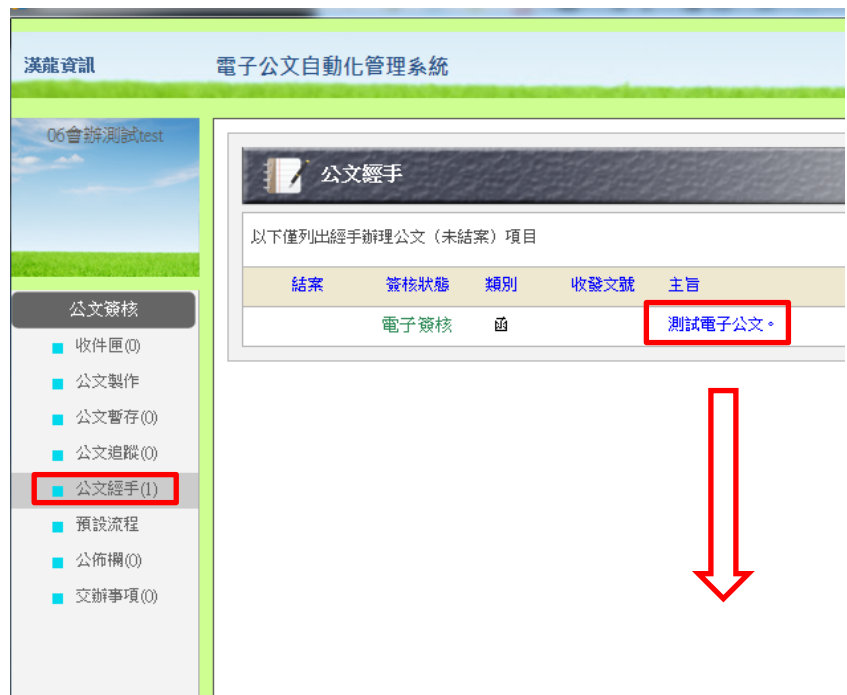 漢龍資訊
電子公文自動化管理系統
06會辦測試test
公文簽核
收件匣(0)
公文製作
公文暫存(0)
公文追蹤(0)
公文經手(1)
預設流程
公佈欄(0)
交辦事項(0)
公文經手
以下僅列出經手辦理公文（未結案）項目
結案 簽核狀態 類別 收發文號 主旨
電子簽核 函 測試電子公文。